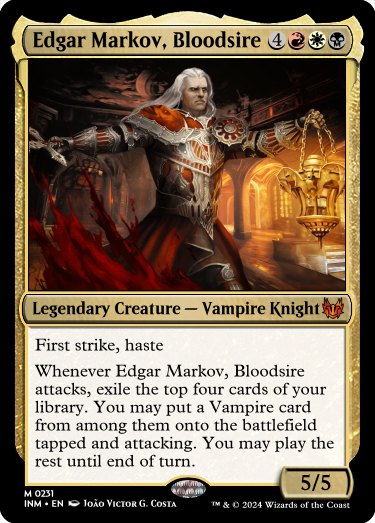 Edgar Markov, Bloodsire 4
Legendary Creature — Vampire Knight
First strike, haste
Whenever Edgar Markov, Bloodsire
attacks, exile the top four cards of your
library. You may put a Vampire card
from among them onto the battlefield
tapped and attacking. You may play the
rest until end of turn.
5/5
M 0231
INM • EN João Victor G. Costa ™ & © 2024 Wizards of the Coast